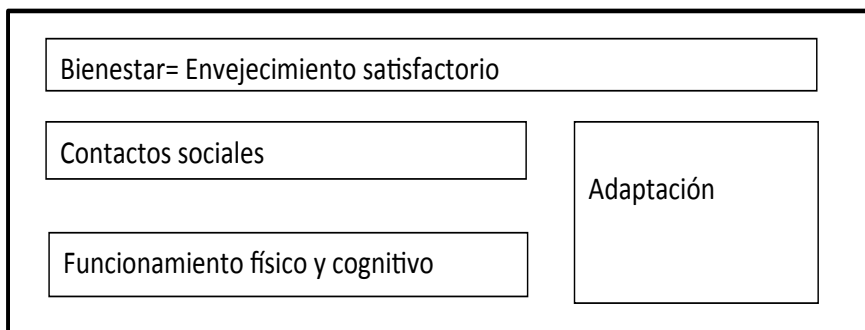 Bienestar= Envejecimiento satisfactorio
Contactos sociales
Adaptación
Funcionamiento físico y cognitivo